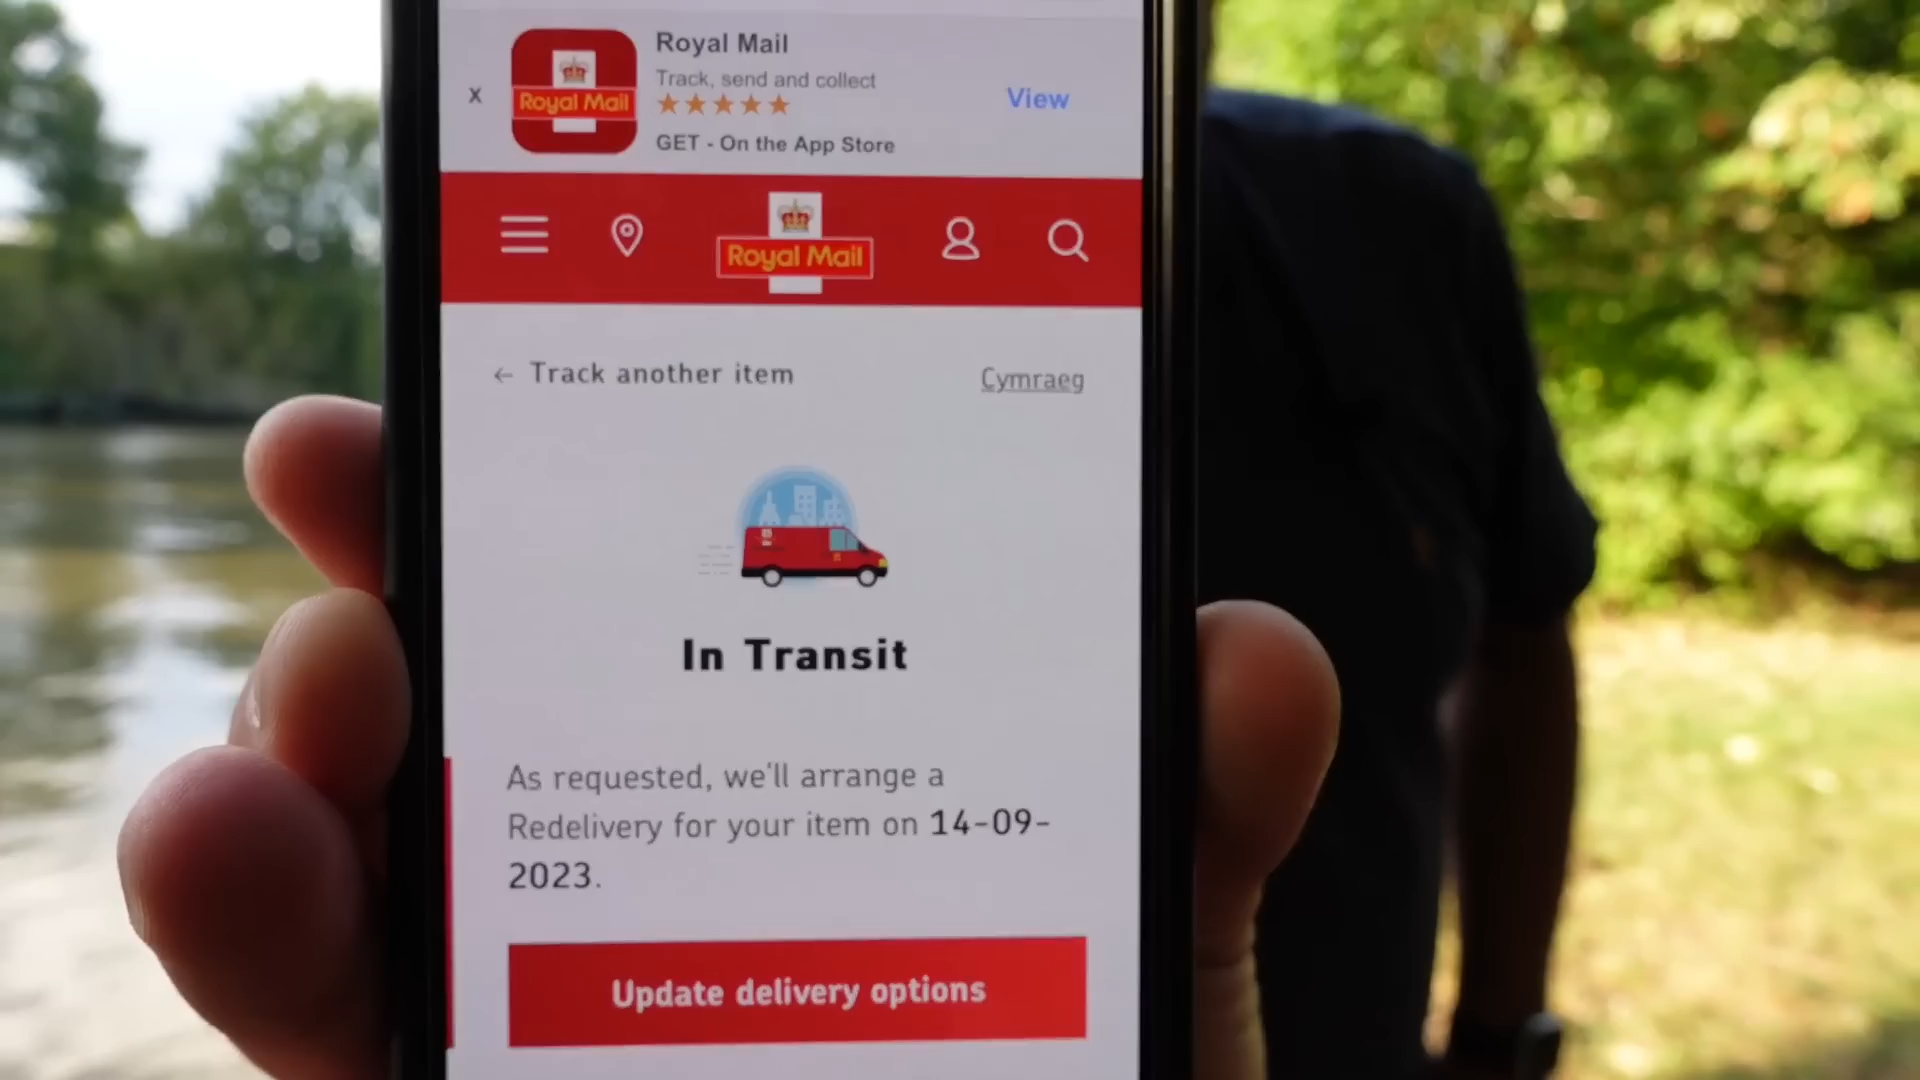 Royal Mail
Track, send and collect
X
Royal Mail
View
GET - On the App Store
Royal Mail
← Track another item
Cymraeg
In Transit
As requested, we'll arrange a
Redelivery for your item on 14-09-
2023.
Update delivery options